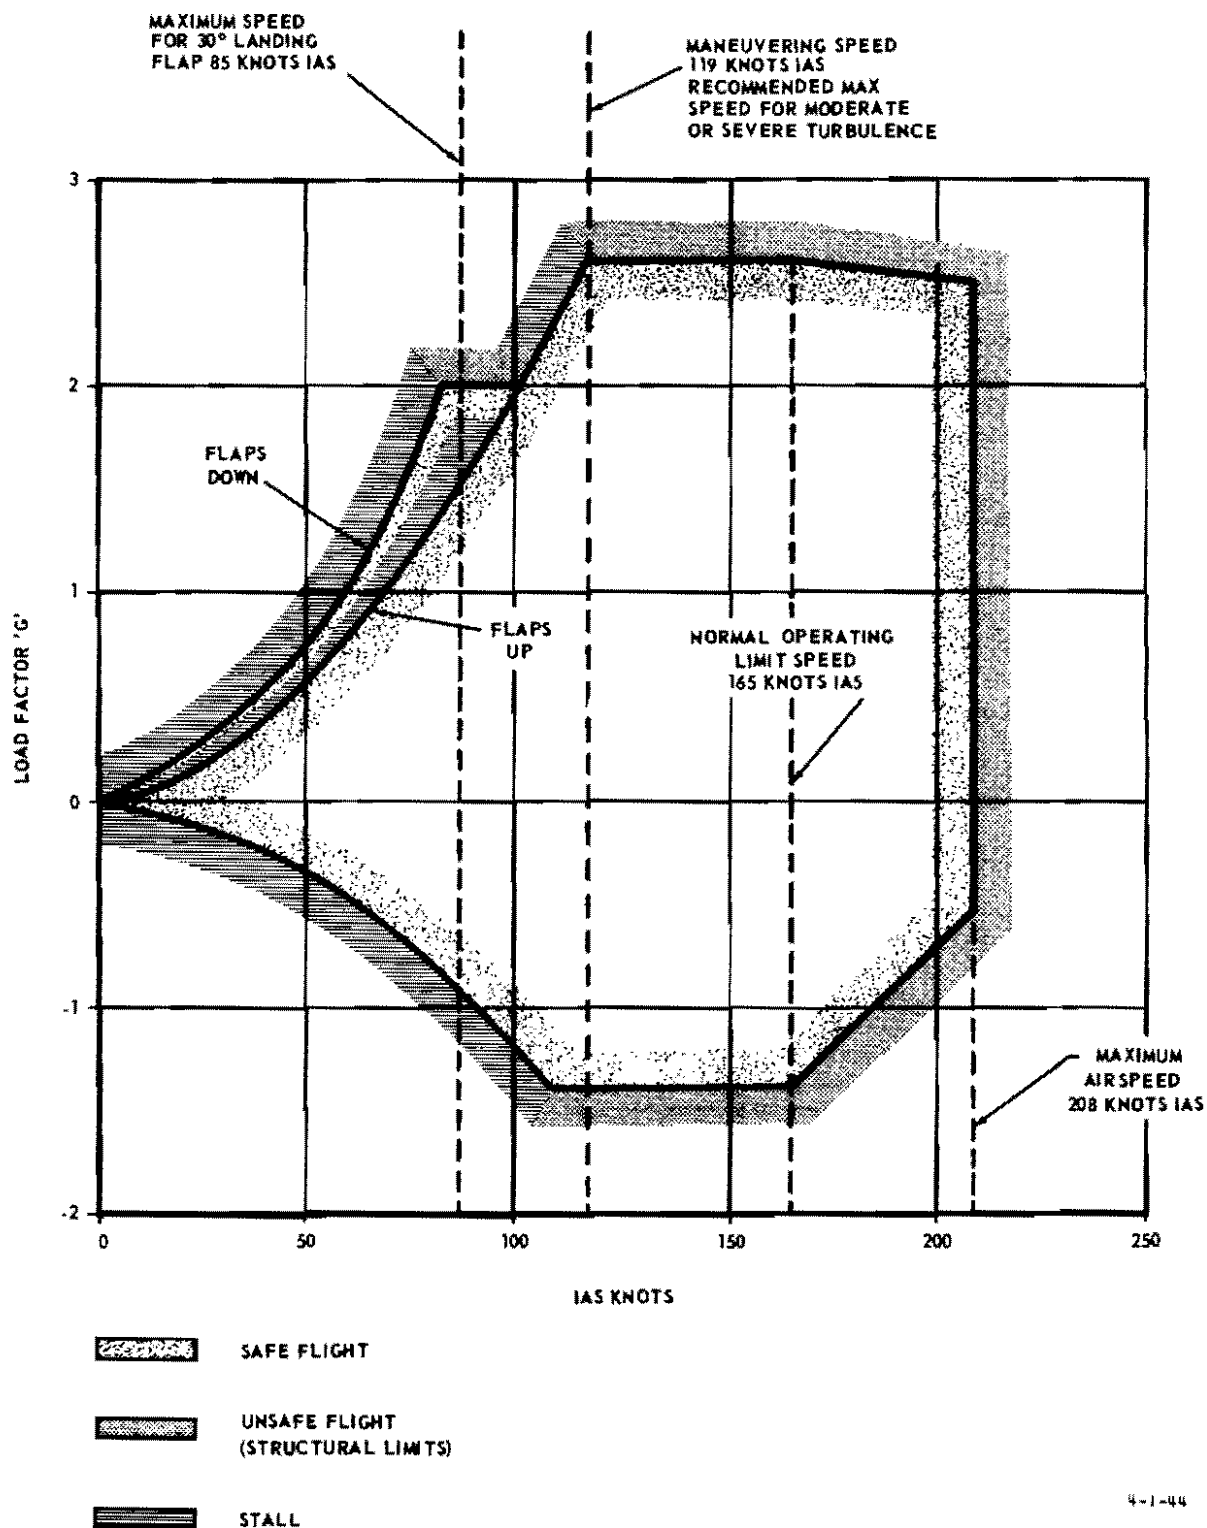 MAXIMUM SPEED
FOR 30° LANDING
FLAP 85 KNOTS IAS
MANEUVERING SPEED
119 KNOTS IAS
RECOMMENDED MAX
SPEED FOR MODERATE
OR SEVERE TURBULENCE
3
2
1
0
-1
-2
LOAD FACTOR 'G'
FLAPS
DOWN
FLAPS
UP
NORMAL OPERATING
LIMIT SPEED
165 KNOTS IAS
MAXIMUM
AIRSPEED
208 KNOTS IAS
0 50 100 150 200 250
IAS KNOTS
SAFE FLIGHT
UNSAFE FLIGHT
(STRUCTURAL LIMITS)
STALL
4-1-44